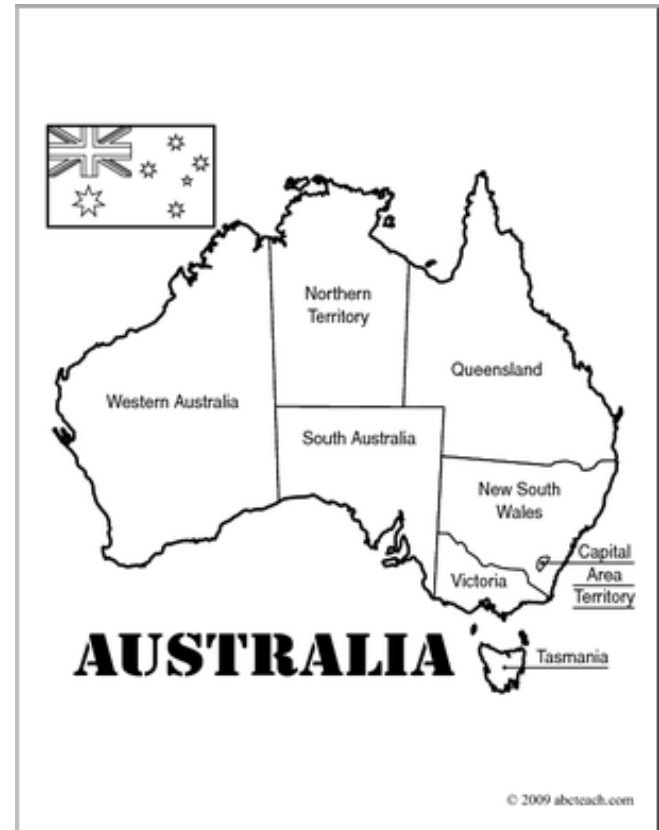 Northern
Territory
Queensland
Western Australia
South Australia
New South
Wales
Capital
Area
Territory
Victoria
AUSTRALIA
Tasmania
© 2009 abcteach.com